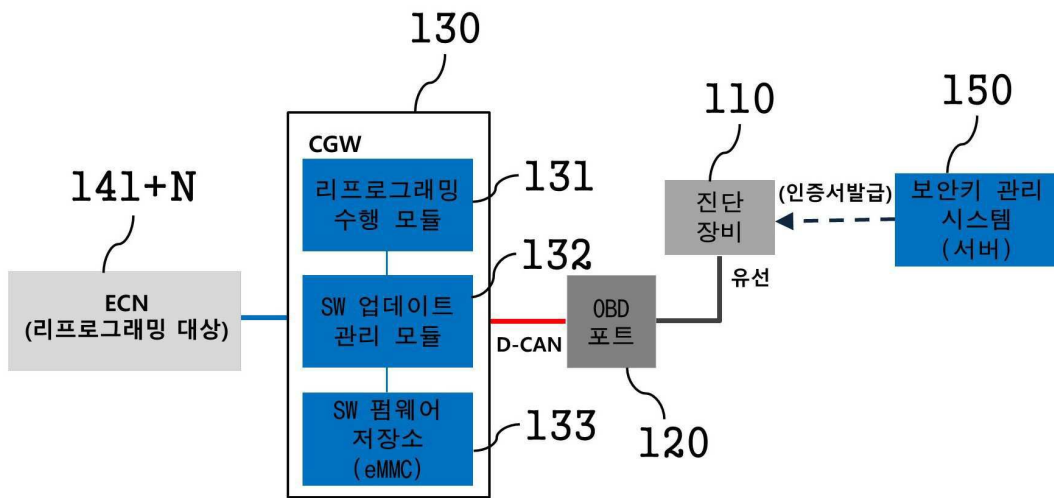 130
110
150
CGW
141+N
리프로그래밍
수행 모듈
131
진단
장비
(인증서발급)
보안키 관리
시스템
(서버)
132
유선
ECN
(리프로그래밍 대상)
SW 업데이트
관리 모듈
D-CAN
OBD
포트
SW 펌웨어
저장소
(eMMC)
133
120